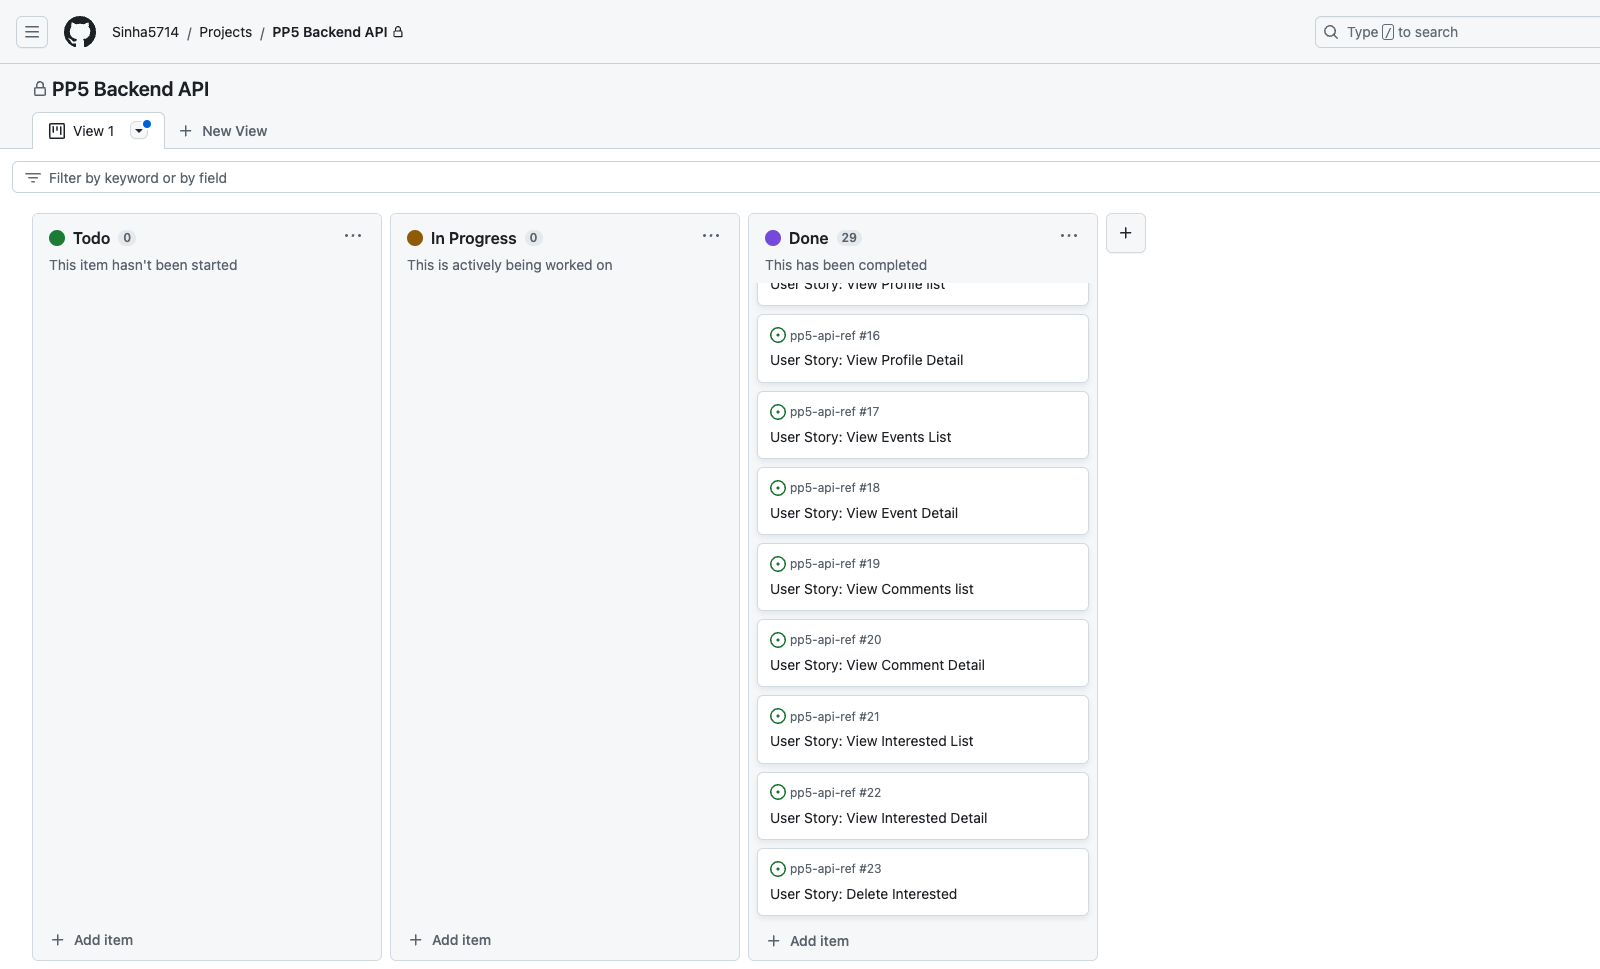 Sinha5714 / Projects / PP5 Backend API
Type / to search
PP5 Backend API
View 1
New View
Filter by keyword or by field
Todo 0
This item hasn't been started
Add item
In Progress 0
This is actively being worked on
Add item
Done 29
This has been completed
User Story: View Profile list
pp5-api-ref #16
User Story: View Profile Detail
pp5-api-ref #17
User Story: View Events List
pp5-api-ref #18
User Story: View Event Detail
pp5-api-ref #19
User Story: View Comments list
pp5-api-ref #20
User Story: View Comment Detail
pp5-api-ref #21
User Story: View Interested List
pp5-api-ref #22
User Story: View Interested Detail
pp5-api-ref #23
User Story: Delete Interested
Add item